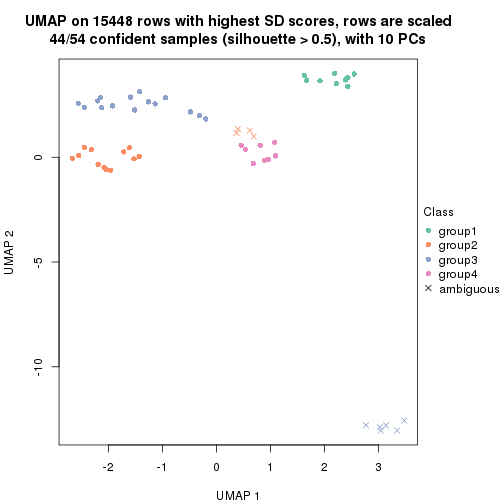 UMAP on 15448 rows with highest SD scores, rows are scaled
44/54 confident samples (silhouette > 0.5), with 10 PCs
0
-5
-10
UMAP 2
-2
-1
0
1
2
3
UMAP 1
Class
group1
group2
group3
group4
ambiguous